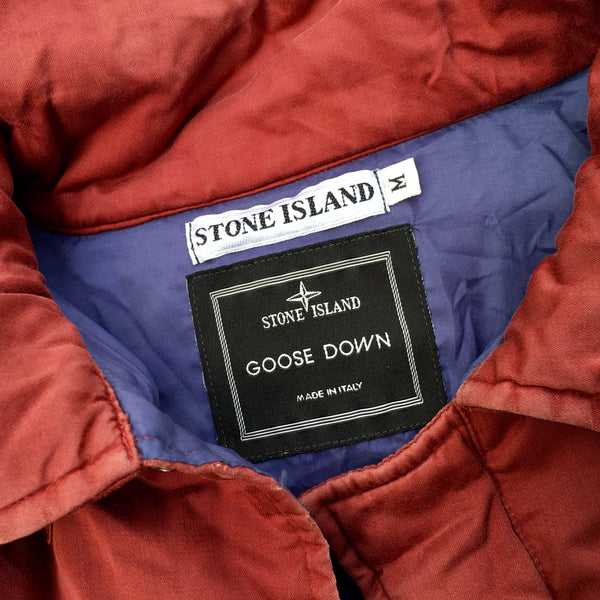 STONE ISLAND
M
STONE ISLAND
GOOSE DOWN
MADE IN ITALY